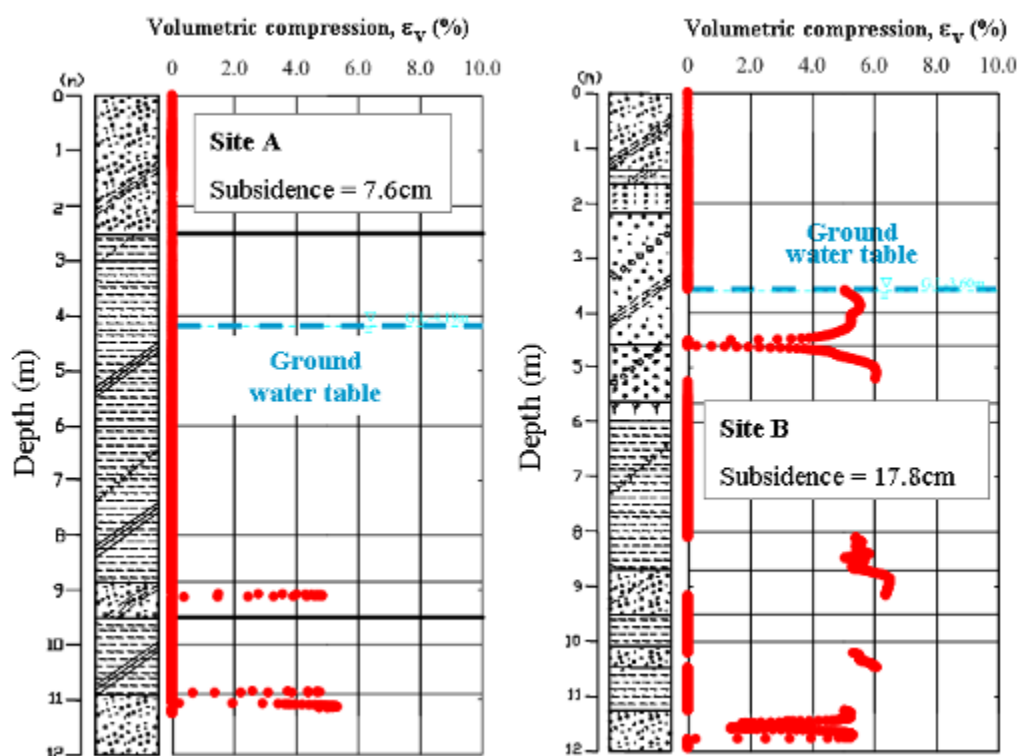 Volumetric compression, εv (%)
(m) 0 2.0 4.0 6.0 8.0 10.0
0
1
2
3
4
5
6
7
8
9
10
11
12
Depth (m)
Site A
Subsidence = 7.6cm
Ground
water table
Volumetric compression, εv (%)
0 2.0 4.0 6.0 8.0 10.0
0
1
2
3
4
5
6
7
8
9
10
11
12
Depth (m)
Ground
water table
Site B
Subsidence = 17.8cm